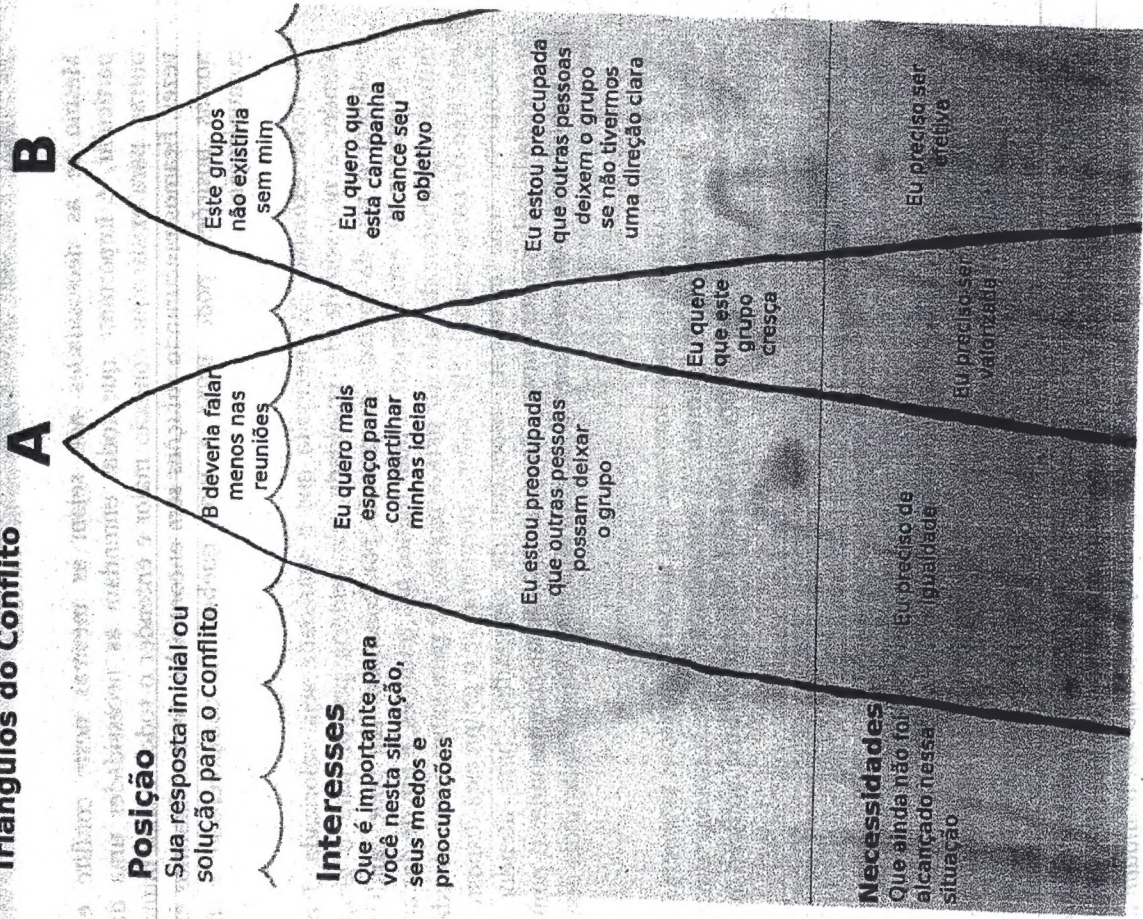 Triângulos do Conflito
A
B
Posição
Sua resposta inicial ou
solução para o conflito.
B deveria falar
menos nas
reuniões
Este grupos
não existiria
sem mim
Interesses
Que é importante para
você nesta situação,
seus medos e
preocupações
Eu quero mais
espaço para
compartilhar
minhas ideias
Eu quero que
esta campanha
alcance seu
objetivo
Eu estou preocupada
que outras pessoas
possam deixar
o grupo
Eu estou preocupada
que outras pessoas
deixem o grupo
se não tivermos
uma direção clara
Eu quero
que este
grupo
cresça
Necessidades
Que ainda não foi
alcançado nessa
situação
Eu preciso de
igualdade
Eu preciso ser
valorizada
Eu preciso ser
efetiva